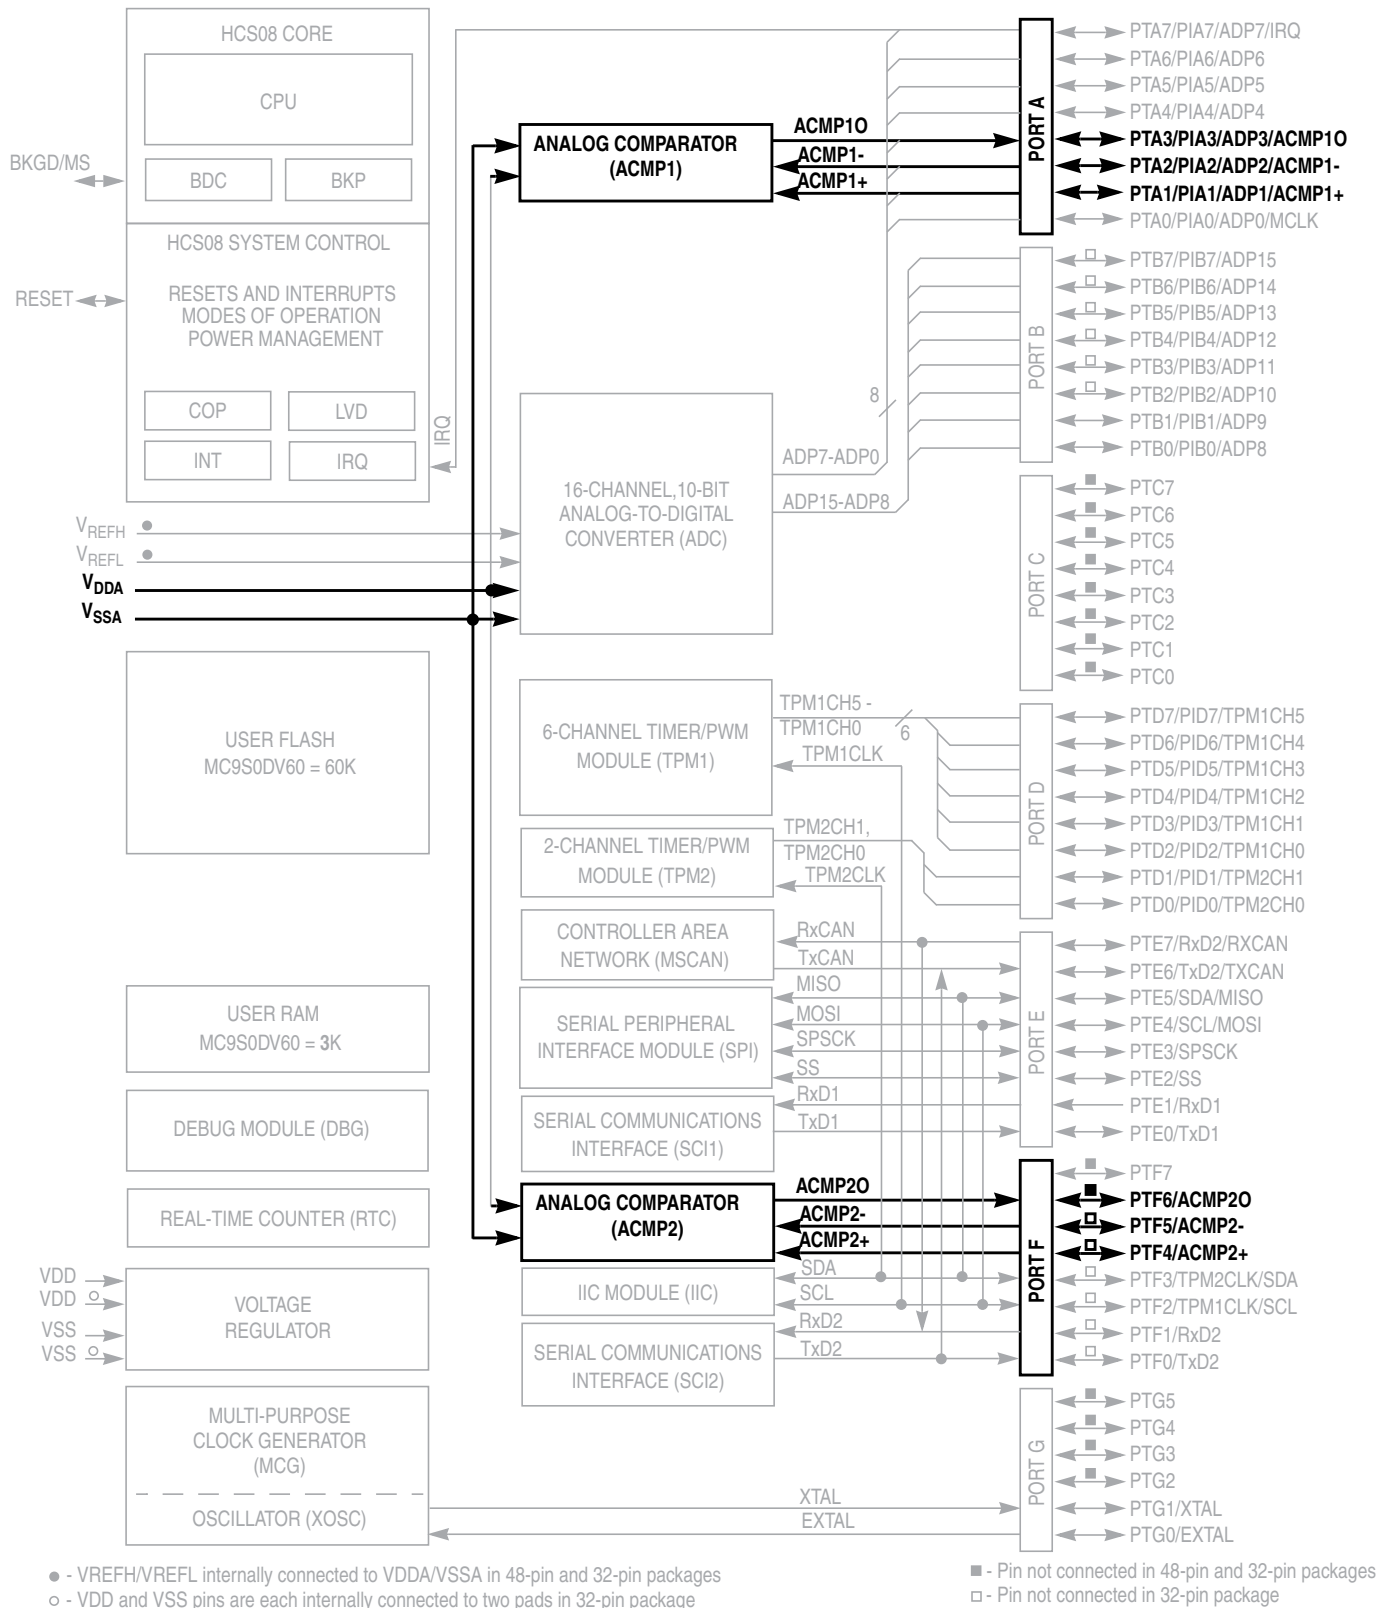 HCS08 CORE
CPU
BKGD/MS
BDC
BKP
HCS08 SYSTEM CONTROL
RESET
RESETS AND INTERRUPTS
MODES OF OPERATION
POWER MANAGEMENT
COP
LVD
INT
IRQ
IRQ
VREFH
VREFL
VDDA
VSSA
USER FLASH
MC9S0DV60 = 60K
USER RAM
MC9S0DV60 = 3K
DEBUG MODULE (DBG)
REAL-TIME COUNTER (RTC)
VDD
VDD
VSS
VSS
VOLTAGE
REGULATOR
MULTI-PURPOSE
CLOCK GENERATOR
(MCG)
OSCILLATOR (XOSC)
ANALOG COMPARATOR
(ACMP1)
ACMP1O
ACMP1-
ACMP1+
16-CHANNEL,10-BIT
ANALOG-TO-DIGITAL
CONVERTER (ADC)
8
ADP7-ADP0
ADP15-ADP8
6-CHANNEL TIMER/PWM
MODULE (TPM1)
TPM1CH5 -
TPM1CH0
6
TPM1CLK
2-CHANNEL TIMER/PWM
MODULE (TPM2)
TPM2CH1,
TPM2CH0
TPM2CLK
CONTROLLER AREA
NETWORK (MSCAN)
RxCAN
TxCAN
SERIAL PERIPHERAL
INTERFACE MODULE (SPI)
MISO
MOSI
SPSCK
SS
SERIAL COMMUNICATIONS
INTERFACE (SCI1)
RxD1
TxD1
ANALOG COMPARATOR
(ACMP2)
ACMP2O
ACMP2-
ACMP2+
IIC MODULE (IIC)
SDA
SCL
SERIAL COMMUNICATIONS
INTERFACE (SCI2)
RxD2
TxD2
XTAL
EXTAL
PORT A
PTA7/PIA7/ADP7/IRQ
PTA6/PIA6/ADP6
PTA5/PIA5/ADP5
PTA4/PIA4/ADP4
PTA3/PIA3/ADP3/ACMP1O
PTA2/PIA2/ADP2/ACMP1-
PTA1/PIA1/ADP1/ACMP1+
PTA0/PIA0/ADP0/MCLK
PORT B
PTB7/PIB7/ADP15
PTB6/PIB6/ADP14
PTB5/PIB5/ADP13
PTB4/PIB4/ADP12
PTB3/PIB3/ADP11
PTB2/PIB2/ADP10
PTB1/PIB1/ADP9
PTB0/PIB0/ADP8
PORT C
PTC7
PTC6
PTC5
PTC4
PTC3
PTC2
PTC1
PTC0
PORT D
PTD7/PID7/TPM1CH5
PTD6/PID6/TPM1CH4
PTD5/PID5/TPM1CH3
PTD4/PID4/TPM1CH2
PTD3/PID3/TPM1CH1
PTD2/PID2/TPM1CH0
PTD1/PID1/TPM2CH1
PTD0/PID0/TPM2CH0
PORT E
PTE7/RxD2/RXCAN
PTE6/TxD2/TXCAN
PTE5/SDA/MISO
PTE4/SCL/MOSI
PTE3/SPSCK
PTE2/SS
PTE1/RxD1
PTE0/TxD1
PORT F
PTF7
PTF6/ACMP2O
PTF5/ACMP2-
PTF4/ACMP2+
PTF3/TPM2CLK/SDA
PTF2/TPM1CLK/SCL
PTF1/RxD2
PTF0/TxD2
PORT G
PTG5
PTG4
PTG3
PTG2
PTG1/XTAL
PTG0/EXTAL
● - VREFH/VREFL internally connected to VDDA/VSSA in 48-pin and 32-pin packages
○ - VDD and VSS pins are each internally connected to two pads in 32-pin package
■ - Pin not connected in 48-pin and 32-pin packages
□ - Pin not connected in 32-pin package